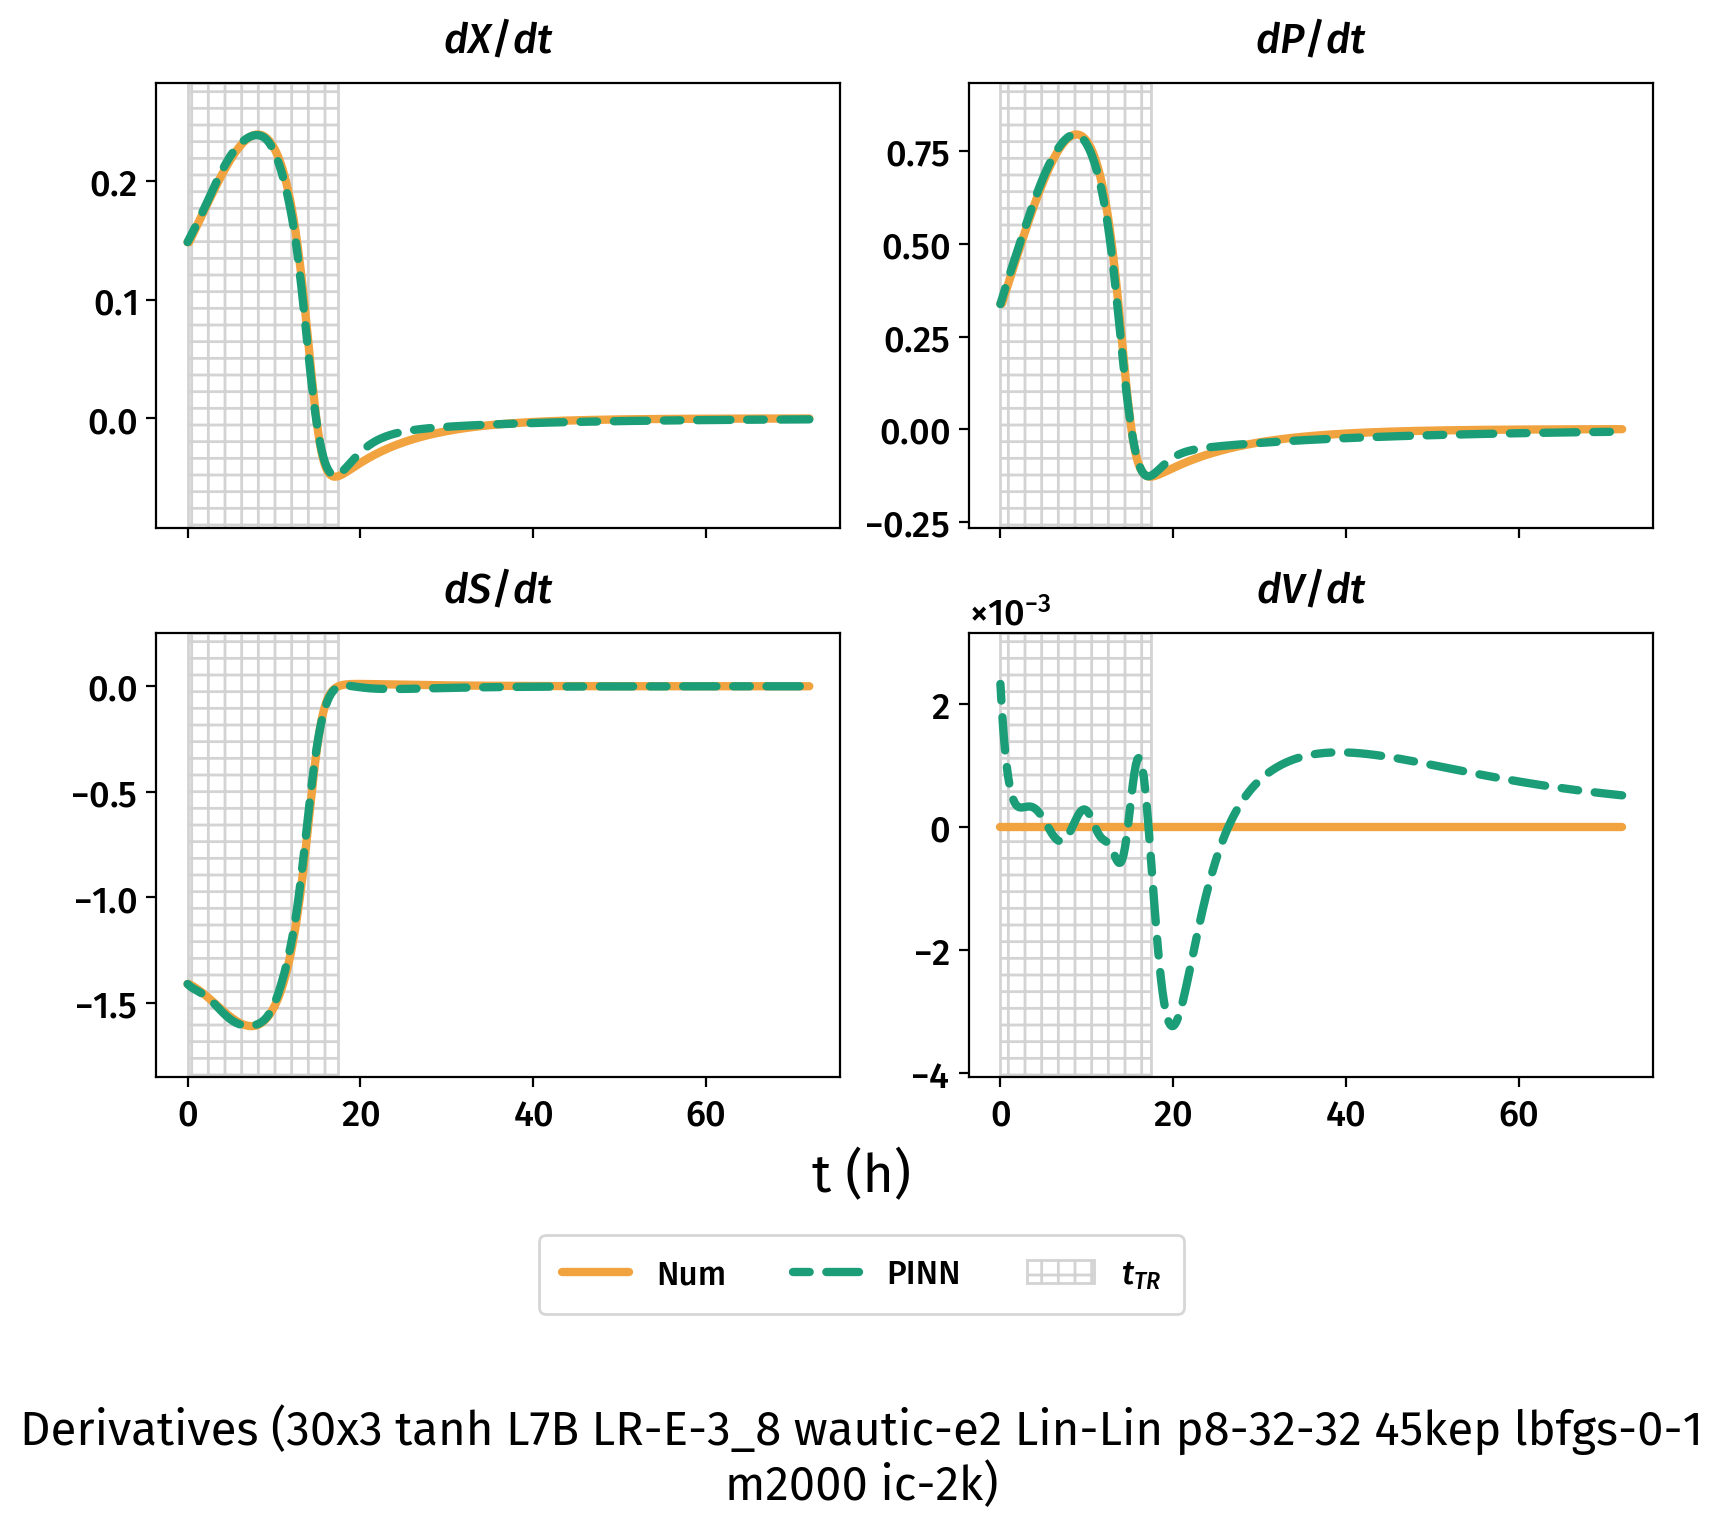 dX/dt
dP/dt
0.2
0.1
0.0
0.75
0.50
0.25
0.00
−0.25
dS/dt
dV/dt
×10⁻³
0.0
−0.5
−1.0
−1.5
2
0
−2
−4
0 20 40 60
0 20 40 60
t (h)
Num PINN t_TR
Derivatives (30x3 tanh L7B LR-E-3_8 wautic-e2 Lin-Lin p8-32-32 45kep lbfgs-0-1
m2000 ic-2k)